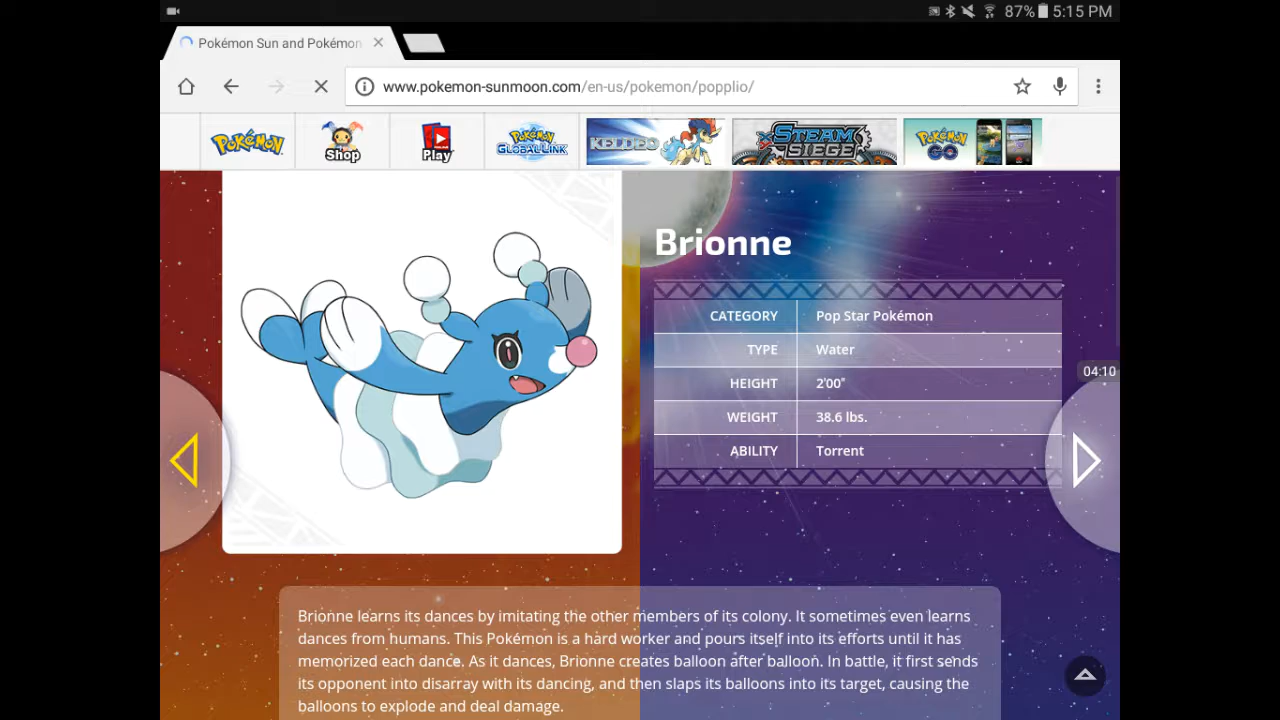 87% 5:15 PM
Pokémon Sun and Pokémon
www.pokemon-sunmoon.com/en-us/pokemon/popplio/
Pokémon Shop Play Pokémon GLOBAL LINK KELDEO STEAM SIEGE Pokémon GO
Brionne
CATEGORY Pop Star Pokémon
TYPE Water
HEIGHT 2'00"
04:10
WEIGHT 38.6 lbs.
ABILITY Torrent
Brionne learns its dances by imitating the other members of its colony. It sometimes even learns
dances from humans. This Pokémon is a hard worker and pours itself into its efforts until it has
memorized each dance. As it dances, Brionne creates balloon after balloon. In battle, it first sends
its opponent into disarray with its dancing, and then slaps its balloons into its target, causing the
balloons to explode and deal damage.